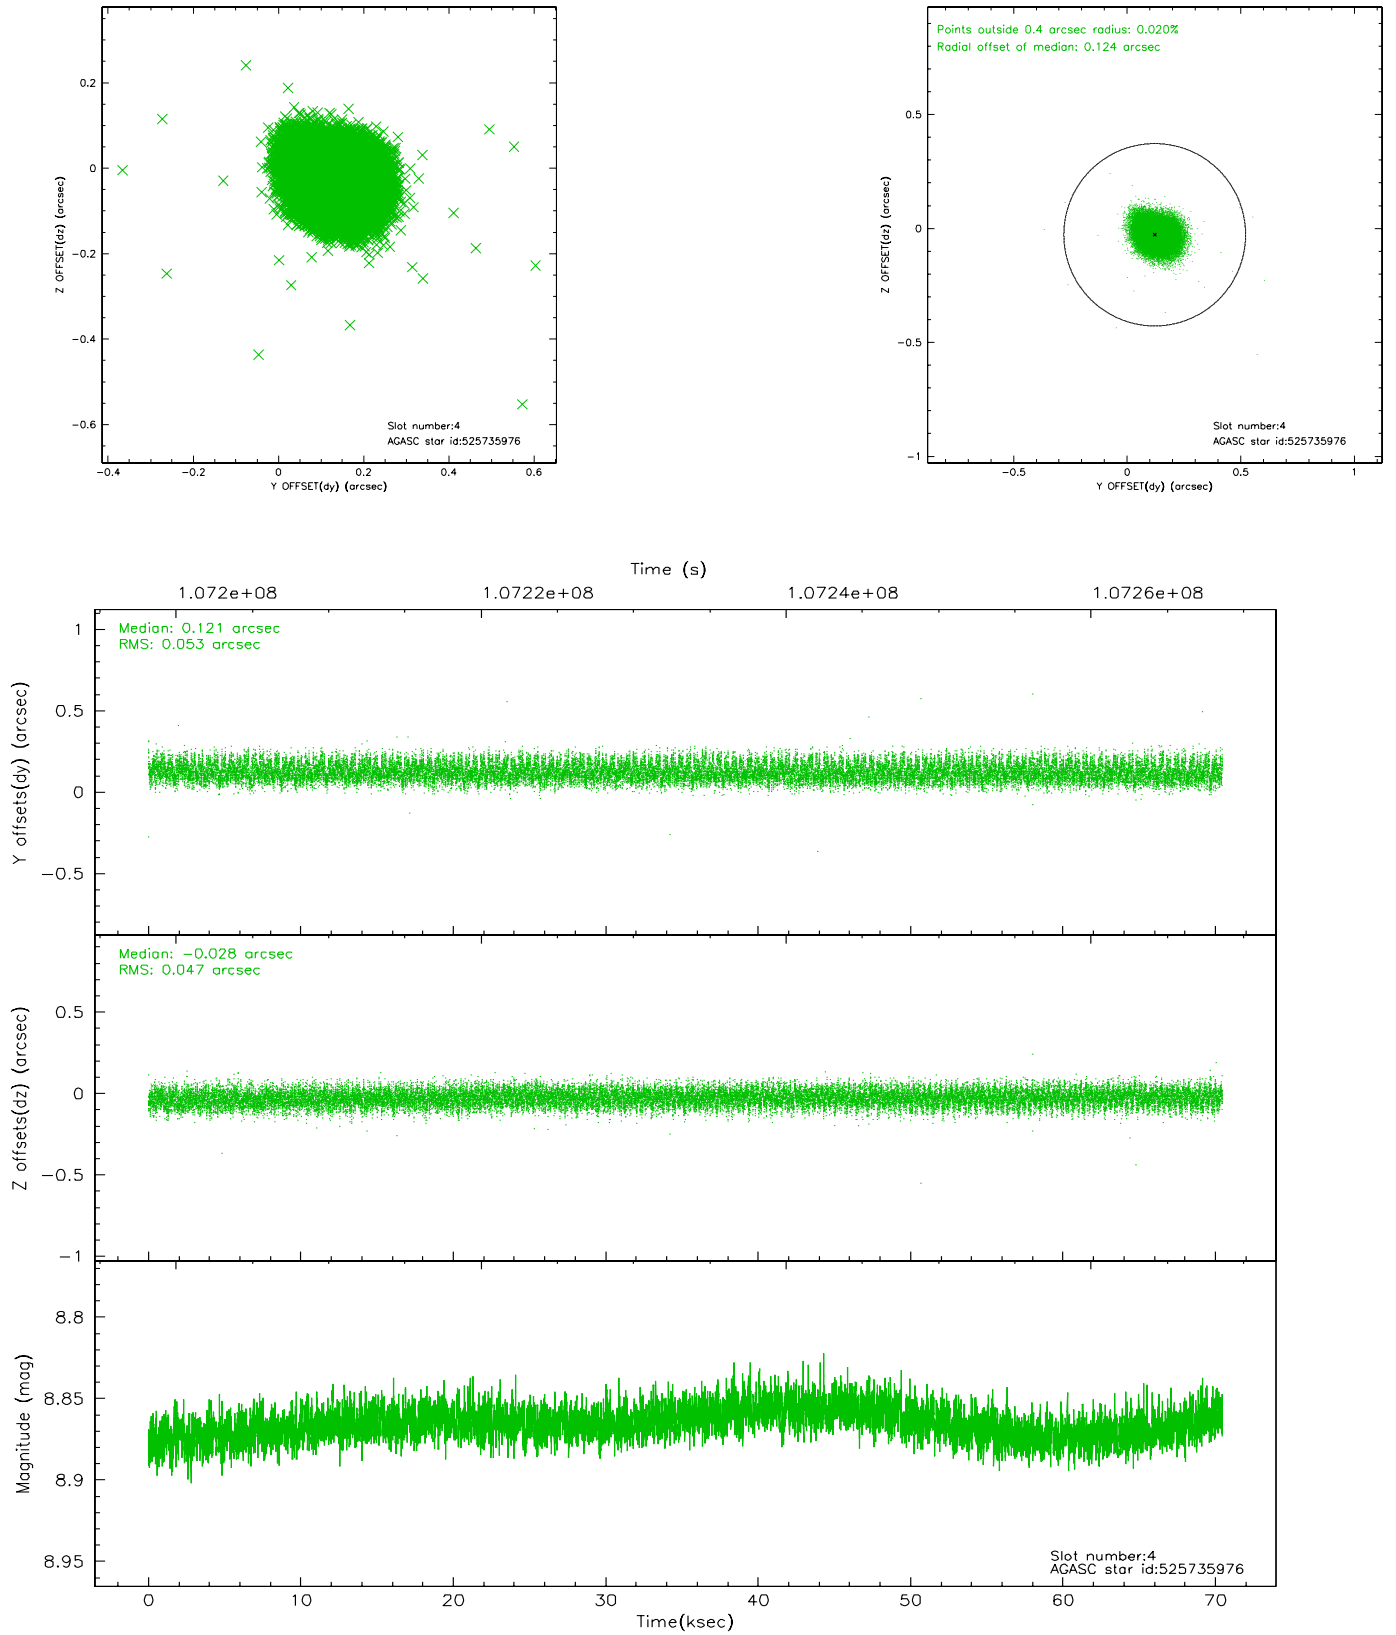 0.2
0
−0.2
−0.4
−0.6
Z OFFSET(dz) (arcsec)
Slot number:4
AGASC star id:525735976
−0.4 −0.2 0 0.2 0.4 0.6
Y OFFSET(dy) (arcsec)
Points outside 0.4 arcsec radius: 0.020%
Radial offset of median: 0.124 arcsec
0.5
0
−0.5
−1
Z OFFSET(dz) (arcsec)
Slot number:4
AGASC star id:525735976
−0.5 0 0.5 1
Y OFFSET(dy) (arcsec)
Time (s)
1.072e+08 1.0722e+08 1.0724e+08 1.0726e+08
Median: 0.121 arcsec
RMS: 0.053 arcsec
1
0.5
0
−0.5
Y offsets(dy) (arcsec)
Median: −0.028 arcsec
RMS: 0.047 arcsec
0.5
0
−0.5
−1
Z offsets(dz) (arcsec)
8.8
8.85
8.9
8.95
Magnitude (mag)
Slot number:4
AGASC star id:525735976
0 10 20 30 40 50 60 70
Time(ksec)